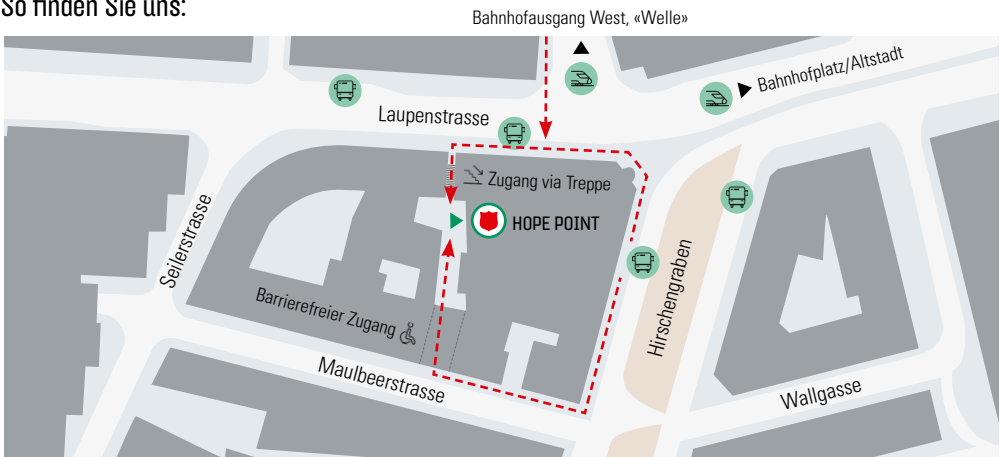 So finden Sie uns:
Bahnhofausgang West, «Welle»
Bahnhofplatz/Altstadt
Laupenstrasse
Zugang via Treppe
HOPE POINT
Seilerstrasse
Hirschengraben
Barrierefreier Zugang
Maulbeerstrasse
Wallgasse